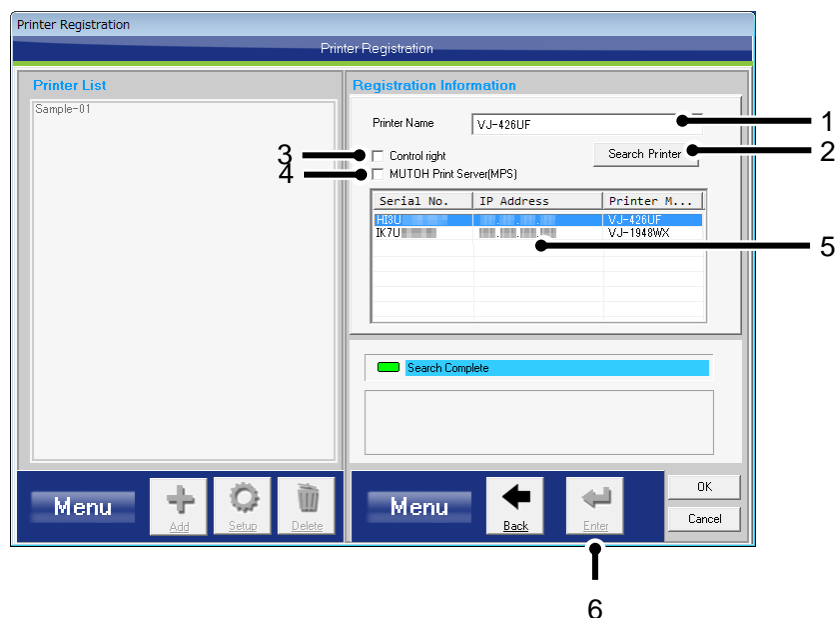 Printer Registration
Printer Registration
Printer List
Sample-01
Registration Information
Printer Name
VJ-426UF
1
Search Printer
2
3
Control right
4
MUTOH Print Server(MPS)
Serial No. IP Address Printer M...
HI3U VJ-426UF
IK7U VJ-1948WX
5
Search Complete
Menu
Add
Setup
Delete
Menu
Back
Enter
OK
Cancel
6